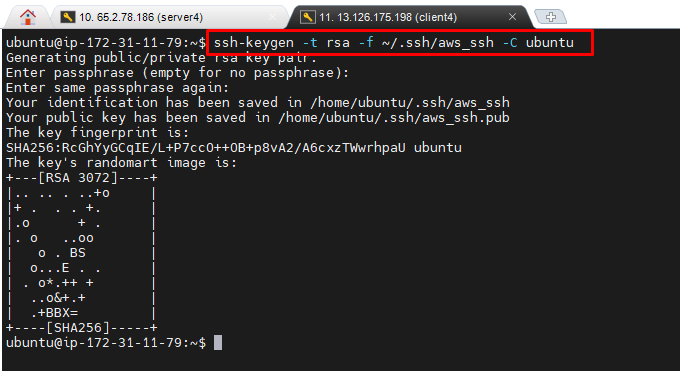 10. 65.2.78.186 (server4)
11. 13.126.175.198 (client4)
ubuntu@ip-172-31-11-79:~$ ssh-keygen -t rsa -f ~/.ssh/aws_ssh -C ubuntu
Generating public/private rsa key pair.
Enter passphrase (empty for no passphrase):
Enter same passphrase again:
Your identification has been saved in /home/ubuntu/.ssh/aws_ssh
Your public key has been saved in /home/ubuntu/.ssh/aws_ssh.pub
The key fingerprint is:
SHA256:RcGhYyGCqIE/L+P7ccO++OB+p8vA2/A6cxzTWwrhpaU ubuntu
The key's randomart image is:
+---[RSA 3072]----+
|.. .. . ..+o     |
|+ .  . . +.      |
|.o      + .      |
|. o   ..oo       |
|   o . BS        |
|  o...E . .      |
| . o*.++ +       |
|  ..o&+.+        |
|  .+BBX=         |
+----[SHA256]-----+
ubuntu@ip-172-31-11-79:~$